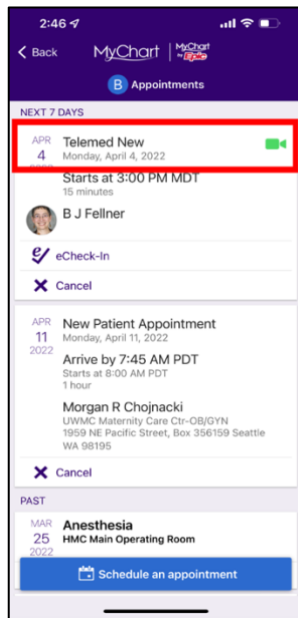 2:46
Back
MyChart
MyChart
by Epic
B Appointments
NEXT 7 DAYS
APR
4
2022
Telemed New
Monday, April 4, 2022
Starts at 3:00 PM MDT
15 minutes
B J Fellner
eCheck-In
Cancel
APR
11
2022
New Patient Appointment
Monday, April 11, 2022
Arrive by 7:45 AM PDT
Starts at 8:00 AM PDT
1 hour
Morgan R Chojnacki
UWMC Maternity Care Ctr-OB/GYN
1959 NE Pacific Street, Box 356159 Seattle
WA 98195
Cancel
PAST
MAR
25
2022
Anesthesia
HMC Main Operating Room
Schedule an appointment